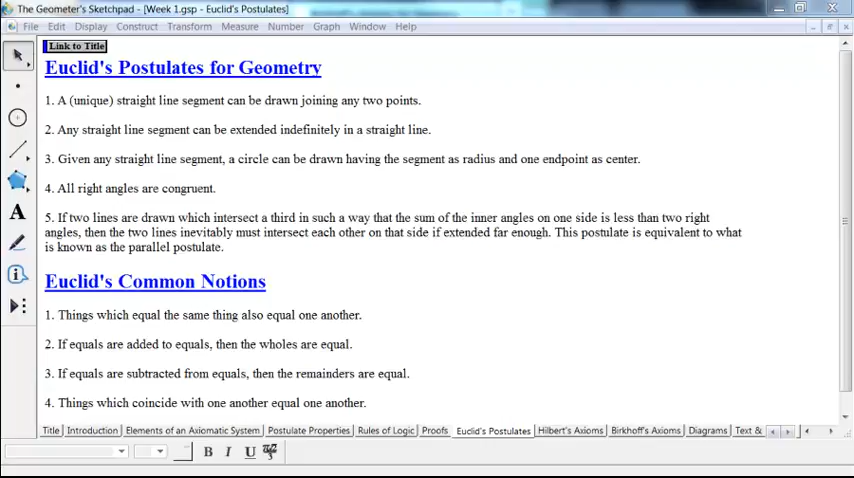 The Geometer's Sketchpad - [Week 1.gsp - Euclid's Postulates]
File Edit Display Construct Transform Measure Number Graph Window Help
Link to Title
Euclid's Postulates for Geometry
1. A (unique) straight line segment can be drawn joining any two points.
2. Any straight line segment can be extended indefinitely in a straight line.
3. Given any straight line segment, a circle can be drawn having the segment as radius and one endpoint as center.
4. All right angles are congruent.
5. If two lines are drawn which intersect a third in such a way that the sum of the inner angles on one side is less than two right
angles, then the two lines inevitably must intersect each other on that side if extended far enough. This postulate is equivalent to what
is known as the parallel postulate.
Euclid's Common Notions
1. Things which equal the same thing also equal one another.
2. If equals are added to equals, then the wholes are equal.
3. If equals are subtracted from equals, then the remainders are equal.
4. Things which coincide with one another equal one another.
Title Introduction Elements of an Axiomatic System Postulate Properties Rules of Logic Proofs Euclid's Postulates Hilbert's Axioms Birkhoff's Axioms Diagrams Text &
B I U